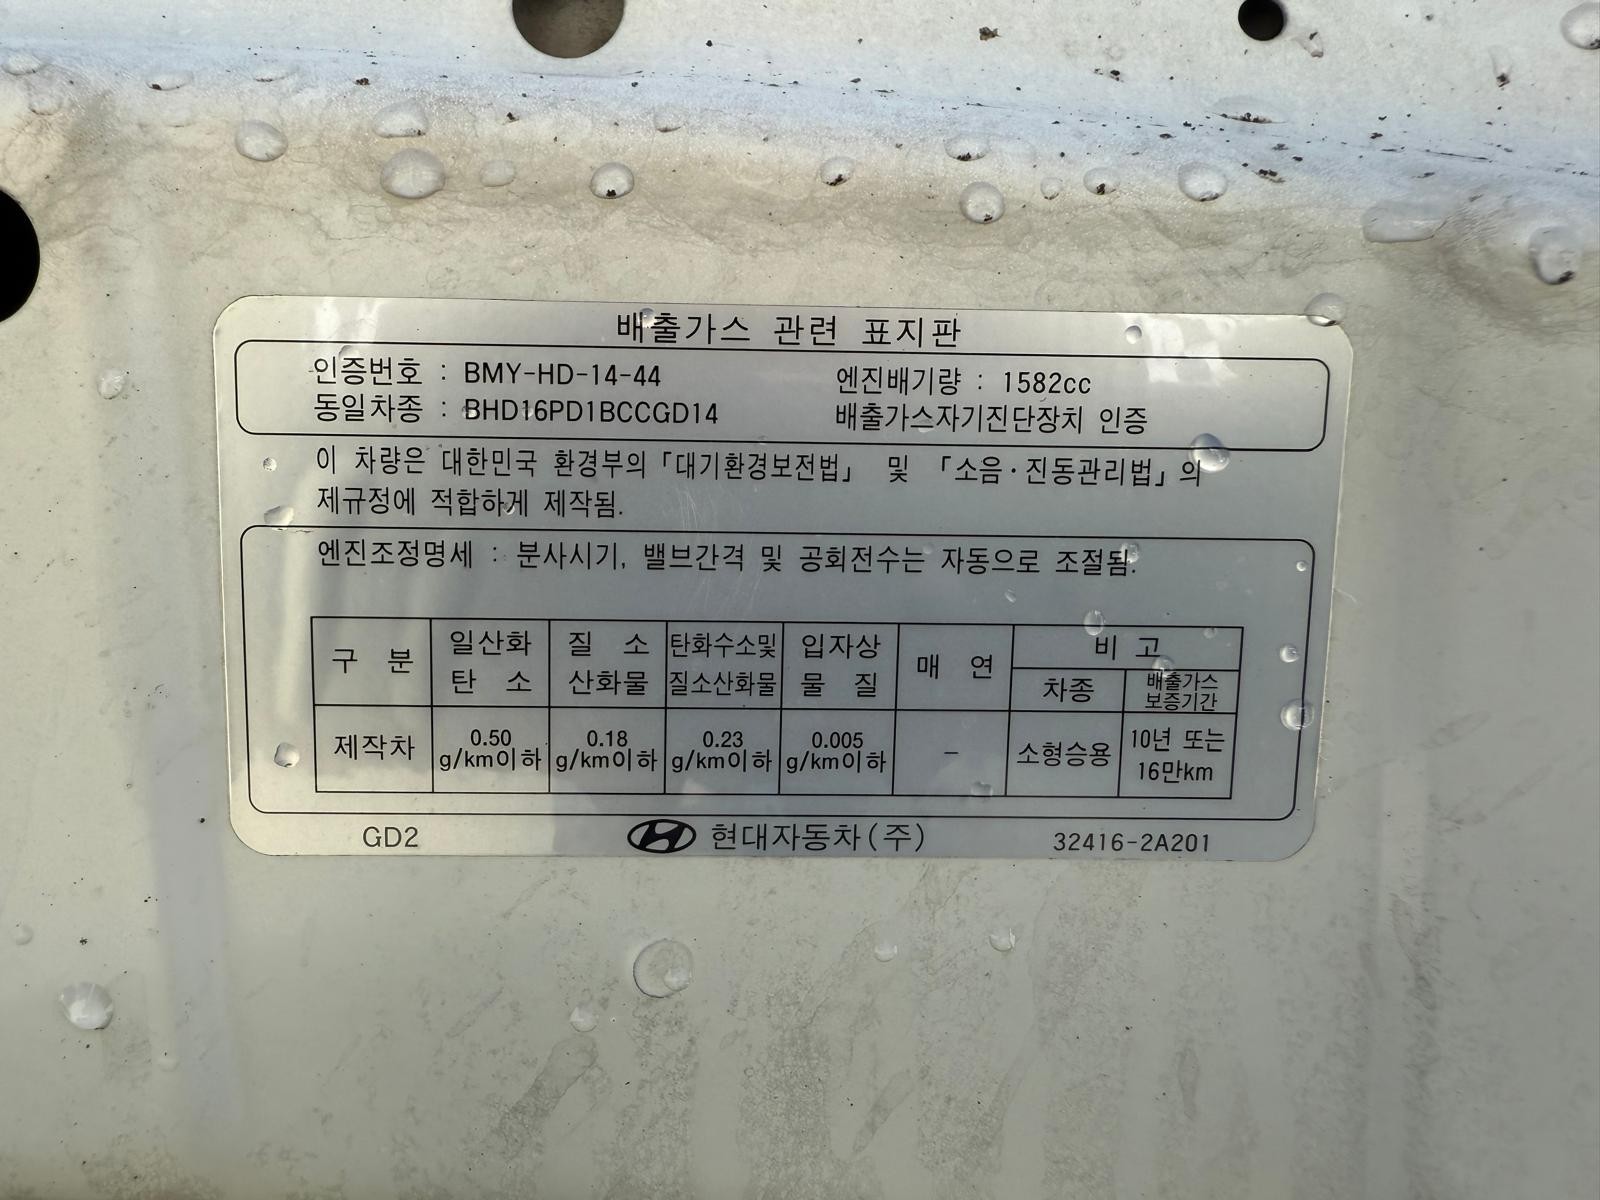 배출가스 관련 표지판
인증번호 : BMY-HD-14-44 엔진배기량 : 1582cc
동일차종 : BHD16PD1BCCGD14 배출가스자기진단장치 인증
이 차량은 대한민국 환경부의「대기환경보전법」 및 「소음·진동관리법」의
제규정에 적합하게 제작됨.
엔진조정명세 : 분사시기, 밸브간격 및 공회전수는 자동으로 조절됨.
구 분 일산화 탄 소 질 소 산화물 탄화수소및 질소산화물 입자상 물 질 매 연 비 고
차종 배출가스 보증기간
제작차 0.50 g/km이하 0.18 g/km이하 0.23 g/km이하 0.005 g/km이하 - 소형승용 10년 또는 16만km
GD2 현대자동차(주) 32416-2A201